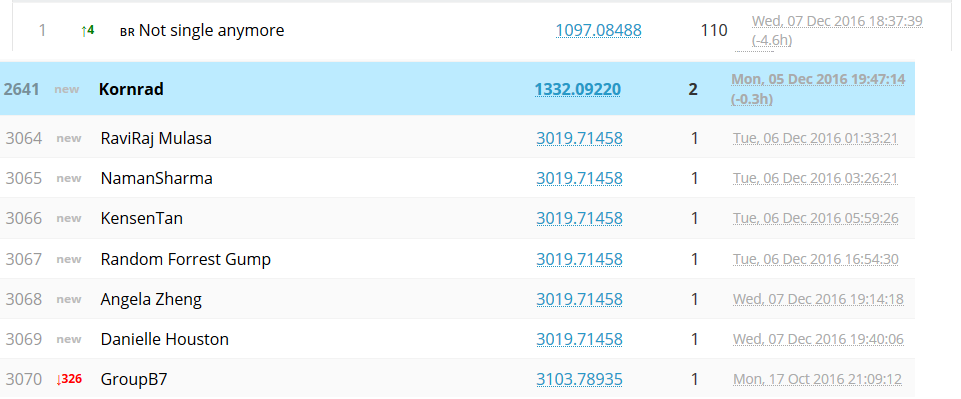 1 ↑4 BR Not single anymore 1097.08488 110 Wed, 07 Dec 2016 18:37:39
(-4.6h)
2641 new Kornrad 1332.09220 2 Mon, 05 Dec 2016 19:47:14
(-0.3h)
3064 new RaviRaj Mulasa 3019.71458 1 Tue, 06 Dec 2016 01:33:21
3065 new NamanSharma 3019.71458 1 Tue, 06 Dec 2016 03:26:21
3066 new KensenTan 3019.71458 1 Tue, 06 Dec 2016 05:59:26
3067 new Random Forrest Gump 3019.71458 1 Tue, 06 Dec 2016 16:54:30
3068 new Angela Zheng 3019.71458 1 Wed, 07 Dec 2016 19:14:18
3069 new Danielle Houston 3019.71458 1 Wed, 07 Dec 2016 19:40:06
3070 ↓326 GroupB7 3103.78935 1 Mon, 17 Oct 2016 21:09:12